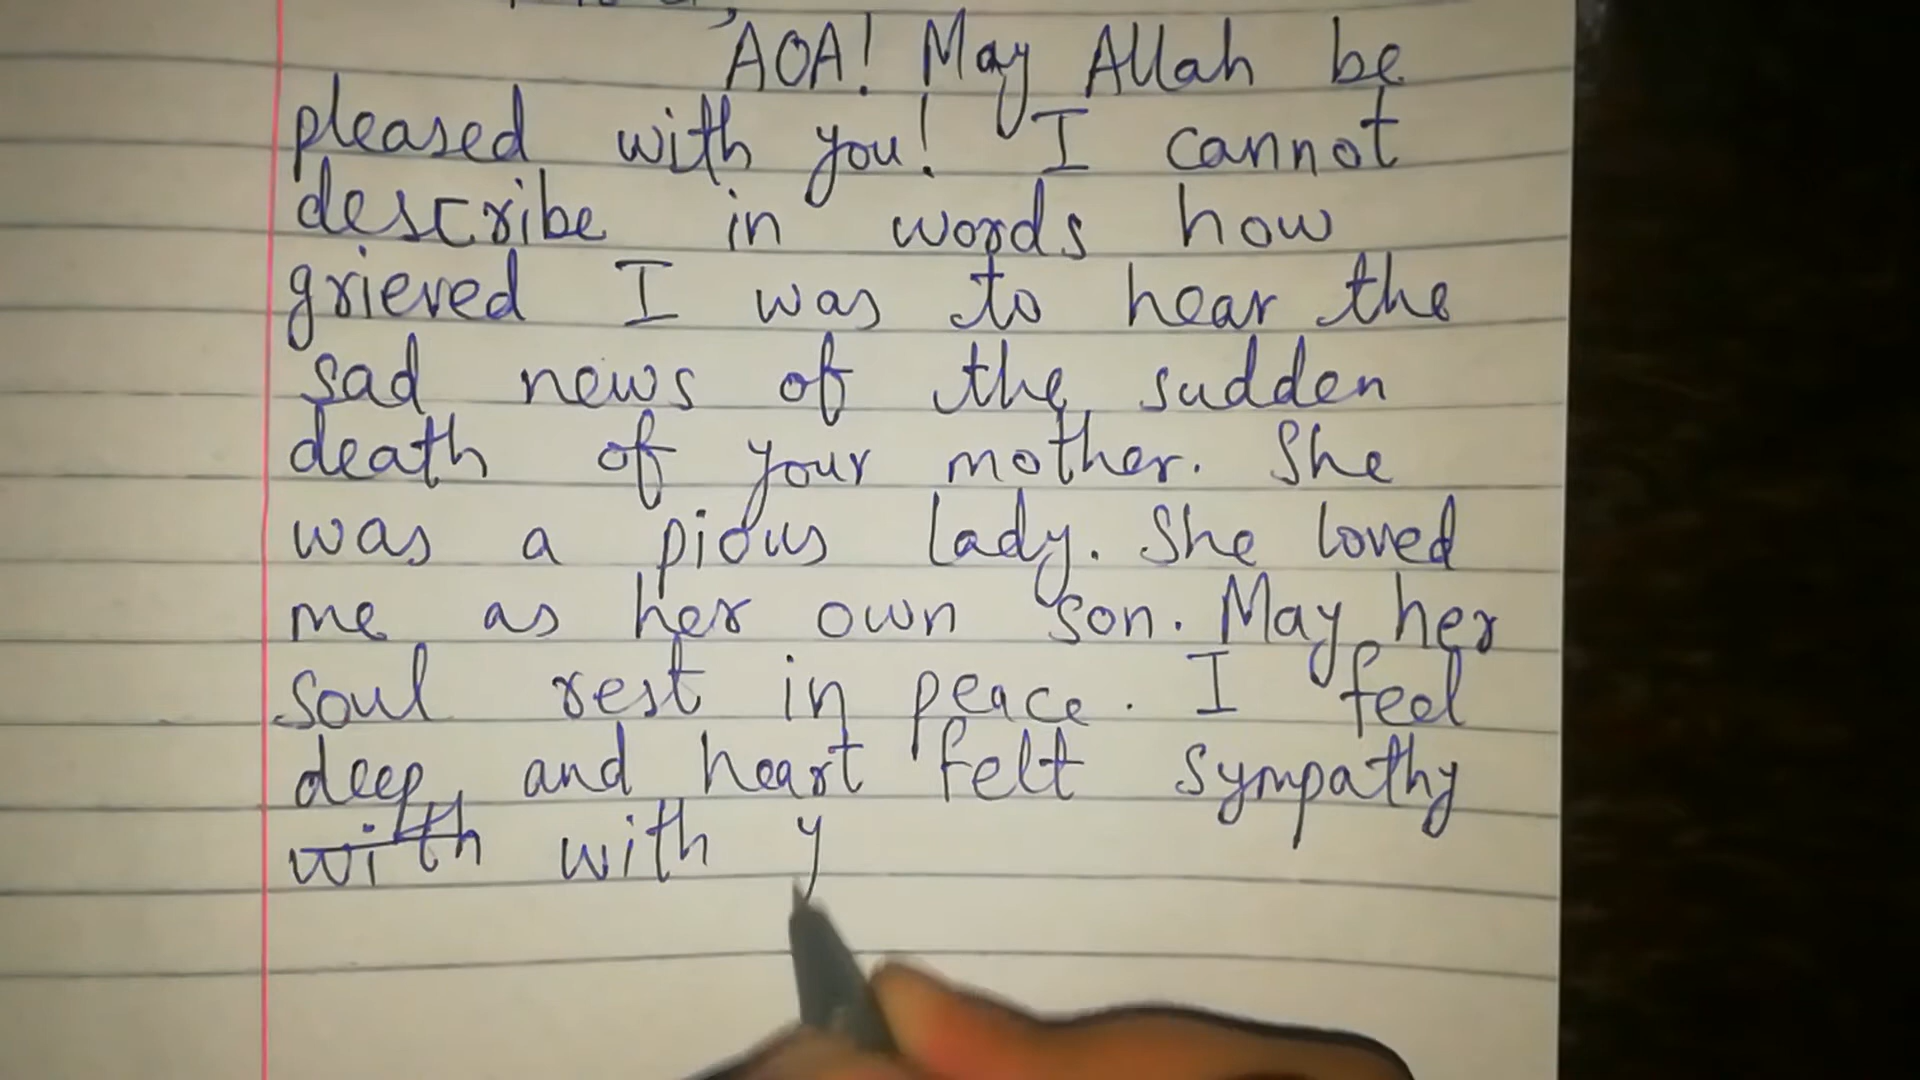 AOA! May Allah be
pleased with you! I cannot
describe in words how
grieved I was to hear the
sad news of the sudden
death of your mother. She
was a pious lady. She loved
me as her own son. May her
soul rest in peace. I feel
deep and heart felt sympathy
with with y